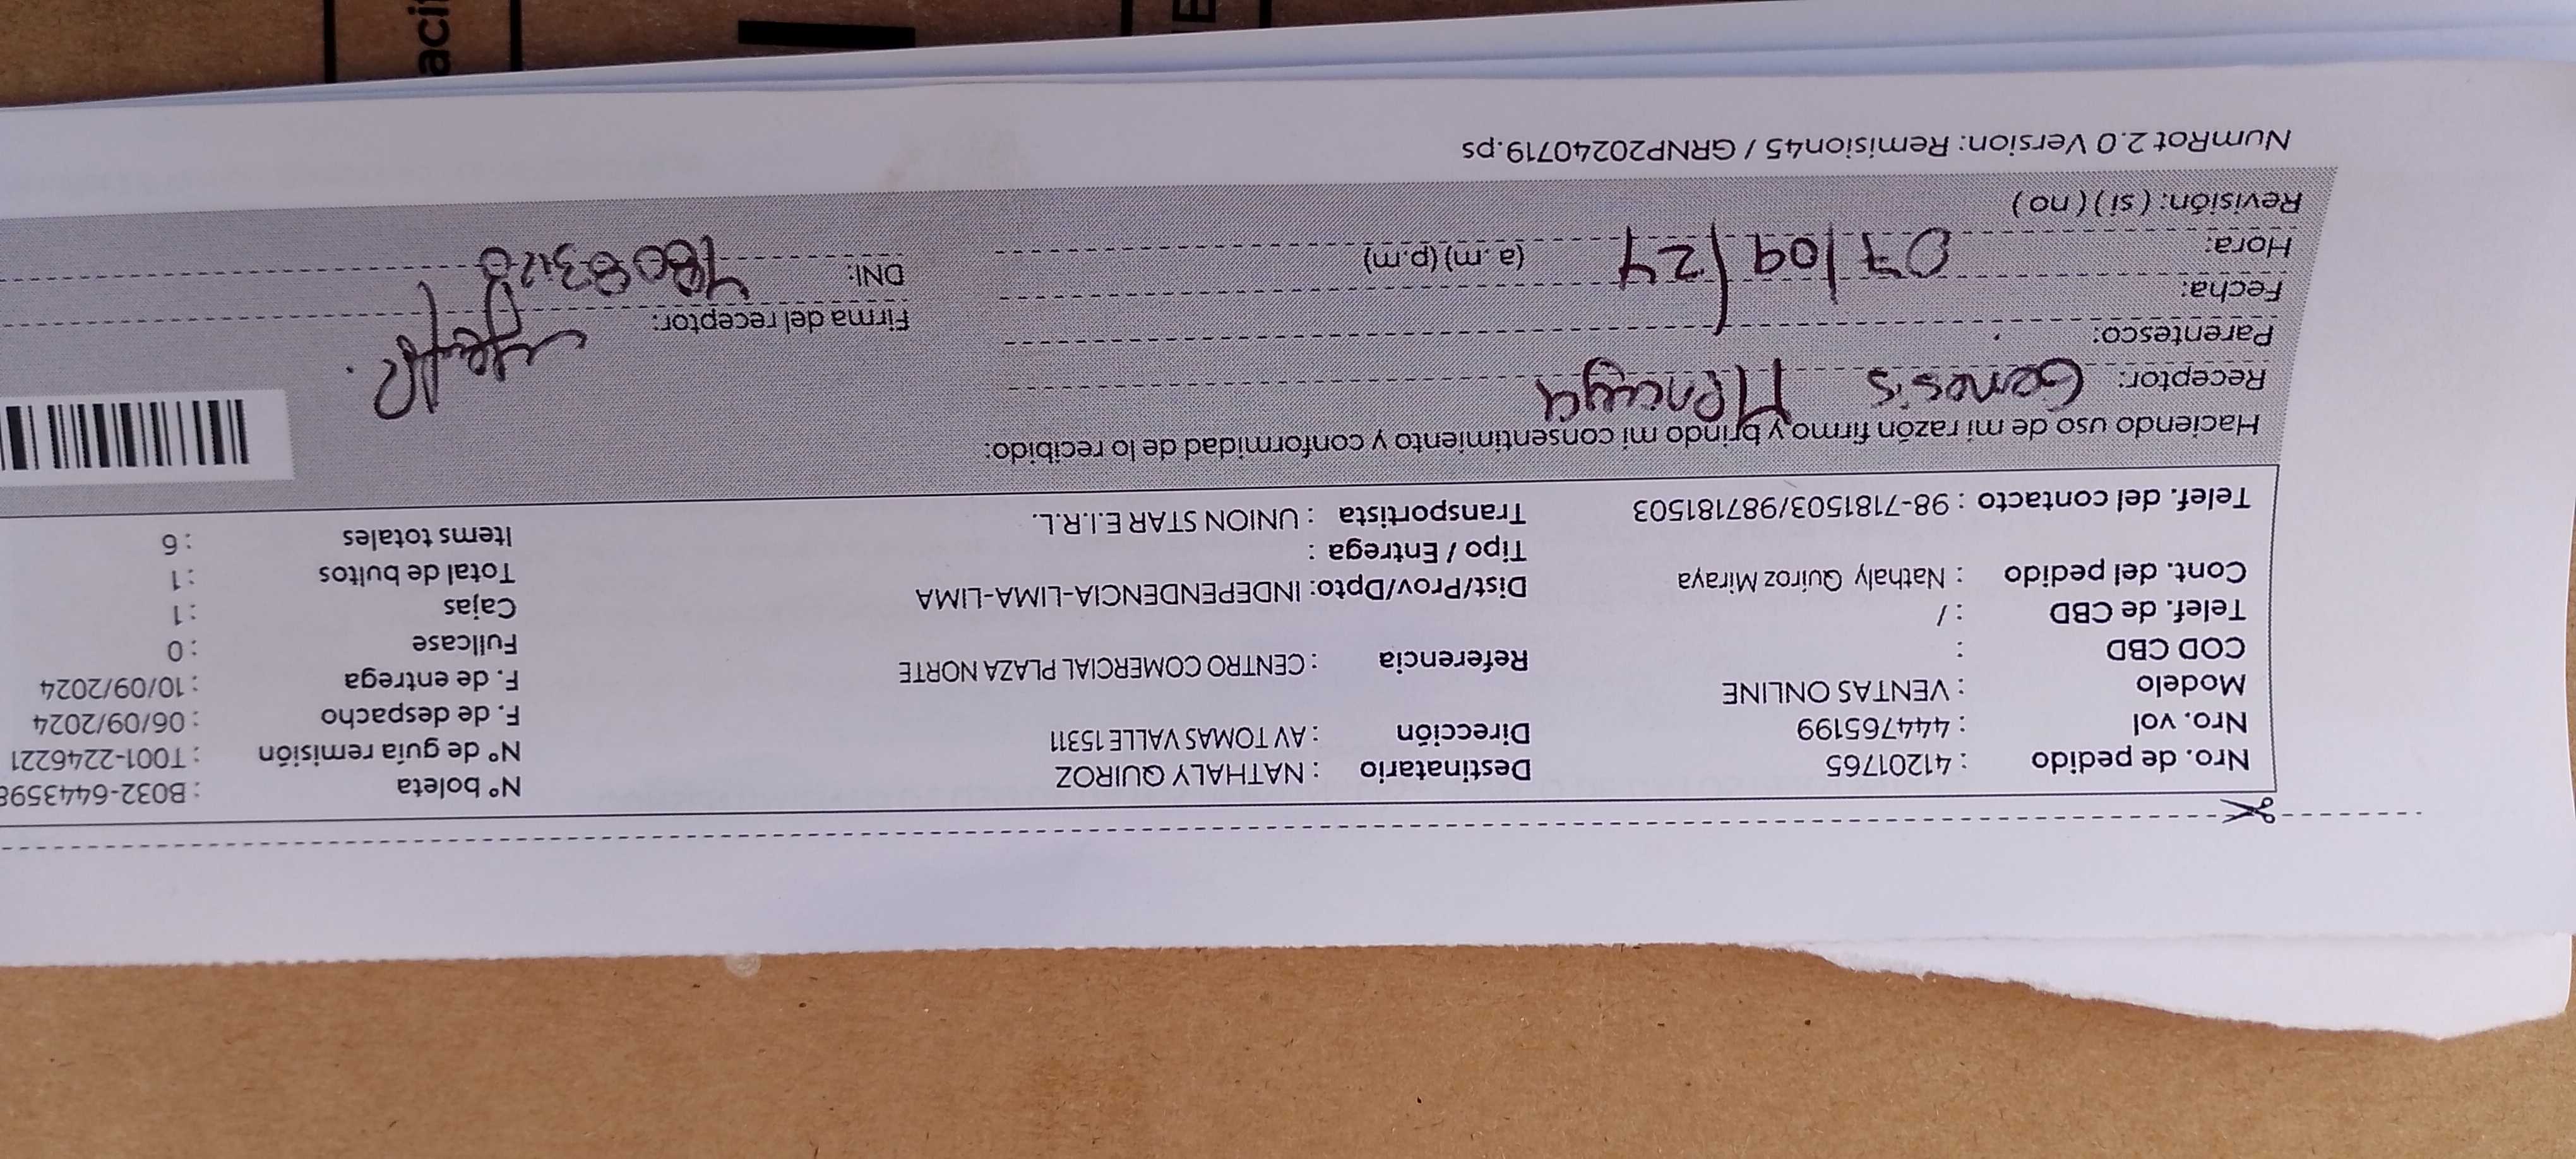 Nro. de pedido : 41201765
Nro. vol : 444765199
Modelo : VENTAS ONLINE
COD CBD :
Telef. de CBD : /
Cont. del pedido : Nathaly Quiroz Miraya
Telef. del contacto : 98-7181503/987181503
Destinatario : NATHALY QUIROZ
Dirección : AV TOMAS VALLE 15311
Referencia : CENTRO COMERCIAL PLAZA NORTE
Dist/Prov/Dpto: INDEPENDENCIA-LIMA-LIMA
Tipo / Entrega :
Transportista : UNION STAR E.I.R.L.
N° boleta : B032-6443598
N° de guía remisión : T001-2246221
F. de despacho : 06/09/2024
F. de entrega : 10/09/2024
Fullcase : 0
Cajas : 1
Total de bultos : 1
Items totales : 6
Haciendo uso de mi razón firmo y brindo mi consentimiento y conformidad de lo recibido:
Receptor: Genesis
Parentesco:
Fecha:
Hora: 07/09/24 (a. m) (p.m)
Revisión: ( si ) ( no )
Firma del receptor:
DNI:
NumRot 2.0 Version: Remision45 / GRNP20240719.ps